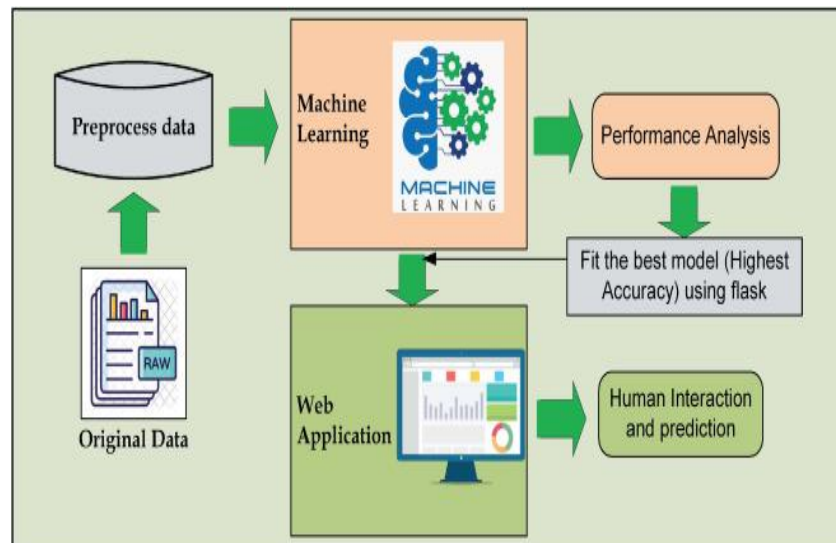 Preprocess data
Machine
Learning
MACHINE
LEARNING
Performance Analysis
Fit the best model (Highest
Accuracy) using flask
RAW
Original Data
Web
Application
Human Interaction
and prediction